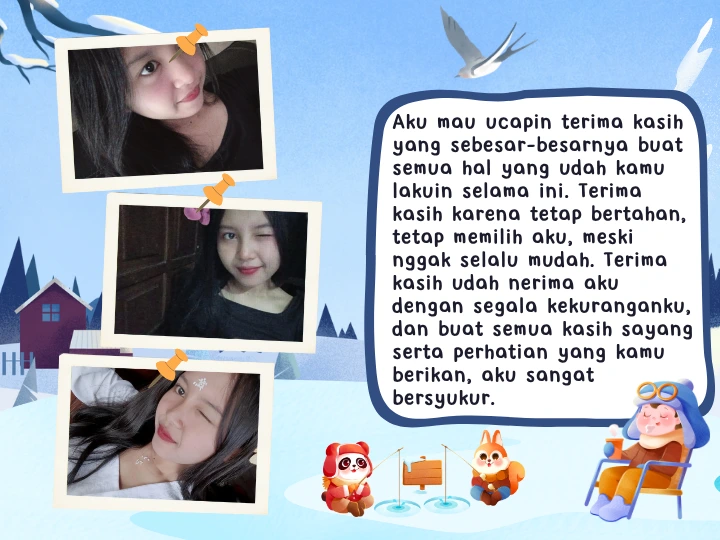 Aku mau ucapin terima kasih
yang sebesar-besarnya buat
semua hal yang udah kamu
lakuin selama ini. Terima
kasih karena tetap bertahan,
tetap memilih aku, meski
nggak selalu mudah. Terima
kasih udah nerima aku
dengan segala kekuranganku,
dan buat semua kasih sayang
serta perhatian yang kamu
berikan, aku sangat
bersyukur.